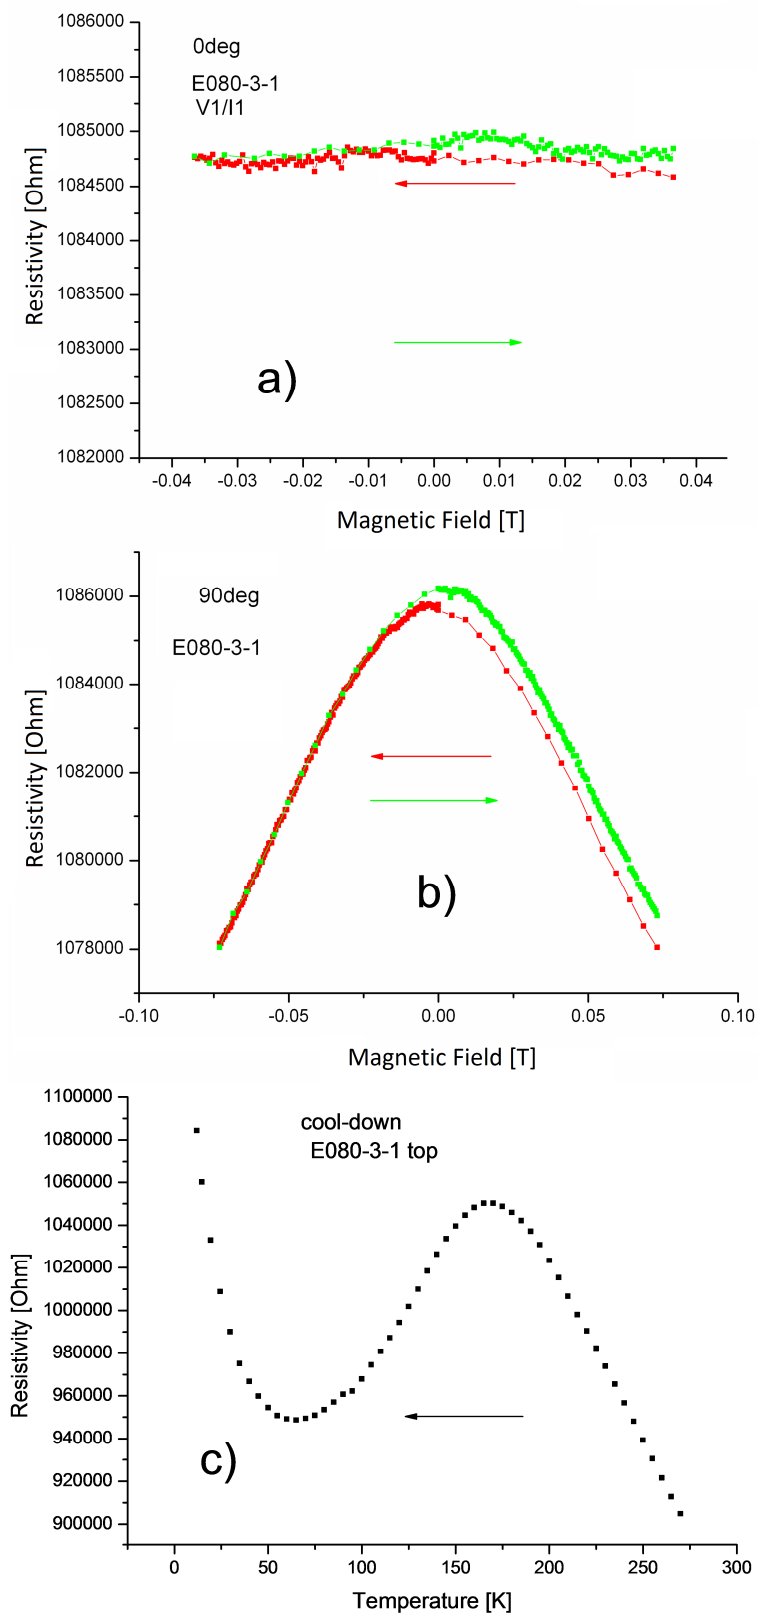 1086000
0deg
1085500
E080-3-1
V1/I1
1085000
1084500
1084000
1083500
1083000
1082500
1082000
Resistivity [Ohm]
a)
-0.04 -0.03 -0.02 -0.01 0.00 0.01 0.02 0.03 0.04
Magnetic Field [T]
1086000
90deg
E080-3-1
1084000
1082000
1080000
1078000
Resistivity [Ohm]
b)
-0.10 -0.05 0.00 0.05 0.10
Magnetic Field [T]
1100000
cool-down
1080000
E080-3-1 top
1060000
1040000
1020000
1000000
980000
960000
940000
920000
900000
Resistivity [Ohm]
c)
0 50 100 150 200 250 300
Temperature [K]